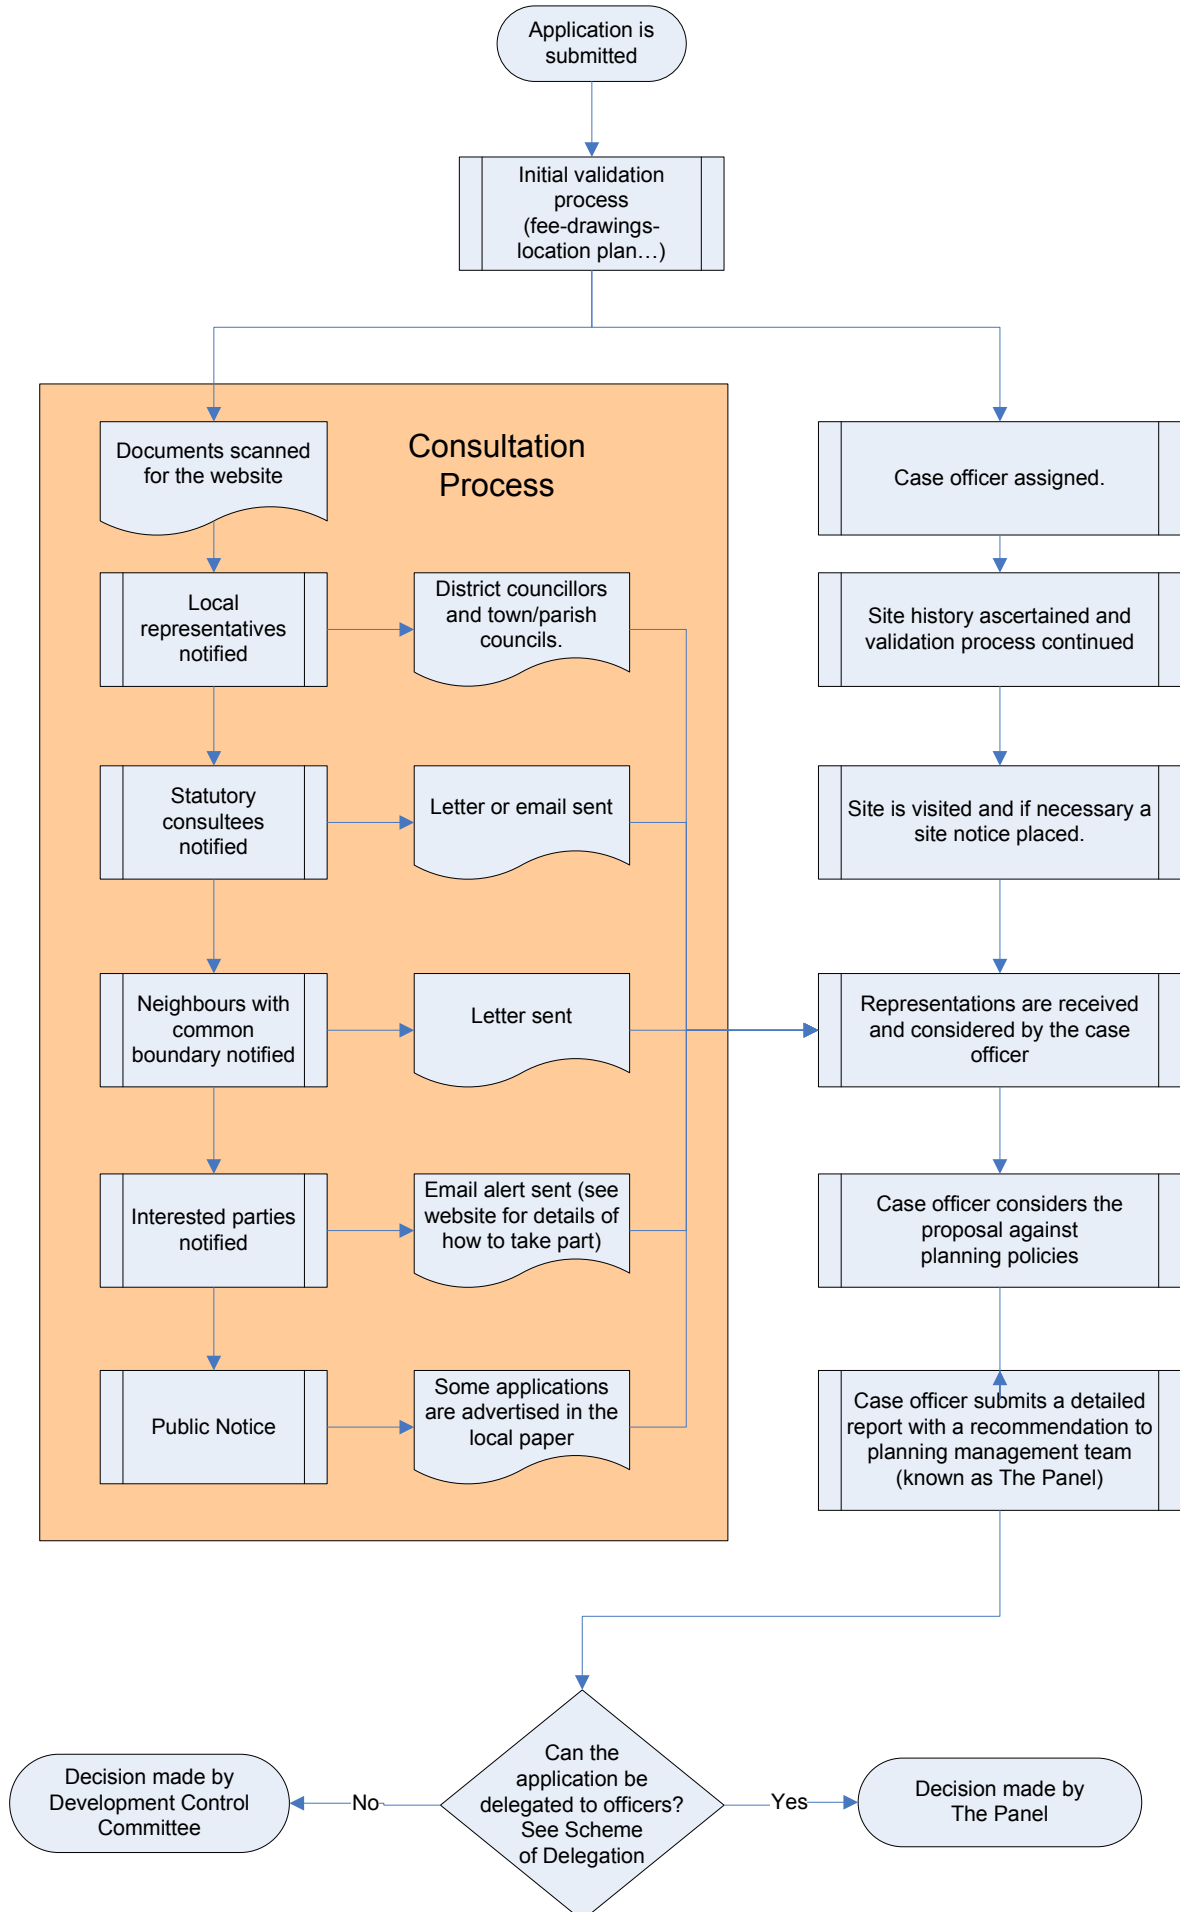 Application is
submitted
Initial validation
process
(fee-drawings-
location plan…)
Consultation
Process
Documents scanned
for the website
Local
representatives
notified
District councillors
and town/parish
councils.
Statutory
consultees
notified
Letter or email sent
Neighbours with
common
boundary notified
Letter sent
Interested parties
notified
Email alert sent (see
website for details of
how to take part)
Public Notice
Some applications
are advertised in the
local paper
Case officer assigned.
Site history ascertained and
validation process continued
Site is visited and if necessary a
site notice placed.
Representations are received
and considered by the case
officer
Case officer considers the
proposal against
planning policies
Case officer submits a detailed
report with a recommendation to
planning management team
(known as The Panel)
Can the
application be
delegated to officers?
See Scheme
of Delegation
No
Decision made by
Development Control
Committee
Yes
Decision made by
The Panel